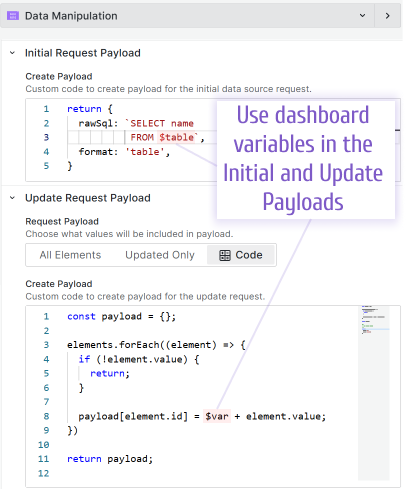 Data Manipulation
Initial Request Payload
Create Payload
Custom code to create payload for the initial data source request.
1 return {
2 rawSql: `SELECT name
3 FROM $table`,
4 format: 'table',
5 }
Use dashboard
variables in the
Initial and Update
Payloads
Update Request Payload
Request Payload
Choose what values will be included in payload.
All Elements Updated Only Code
Create Payload
Custom code to create payload for the update request.
1 const payload = {};
2
3 elements.forEach((element) => {
4 if (!element.value) {
5 return;
6 }
7
8 payload[element.id] = $var + element.value;
9 })
10
11 return payload;
12